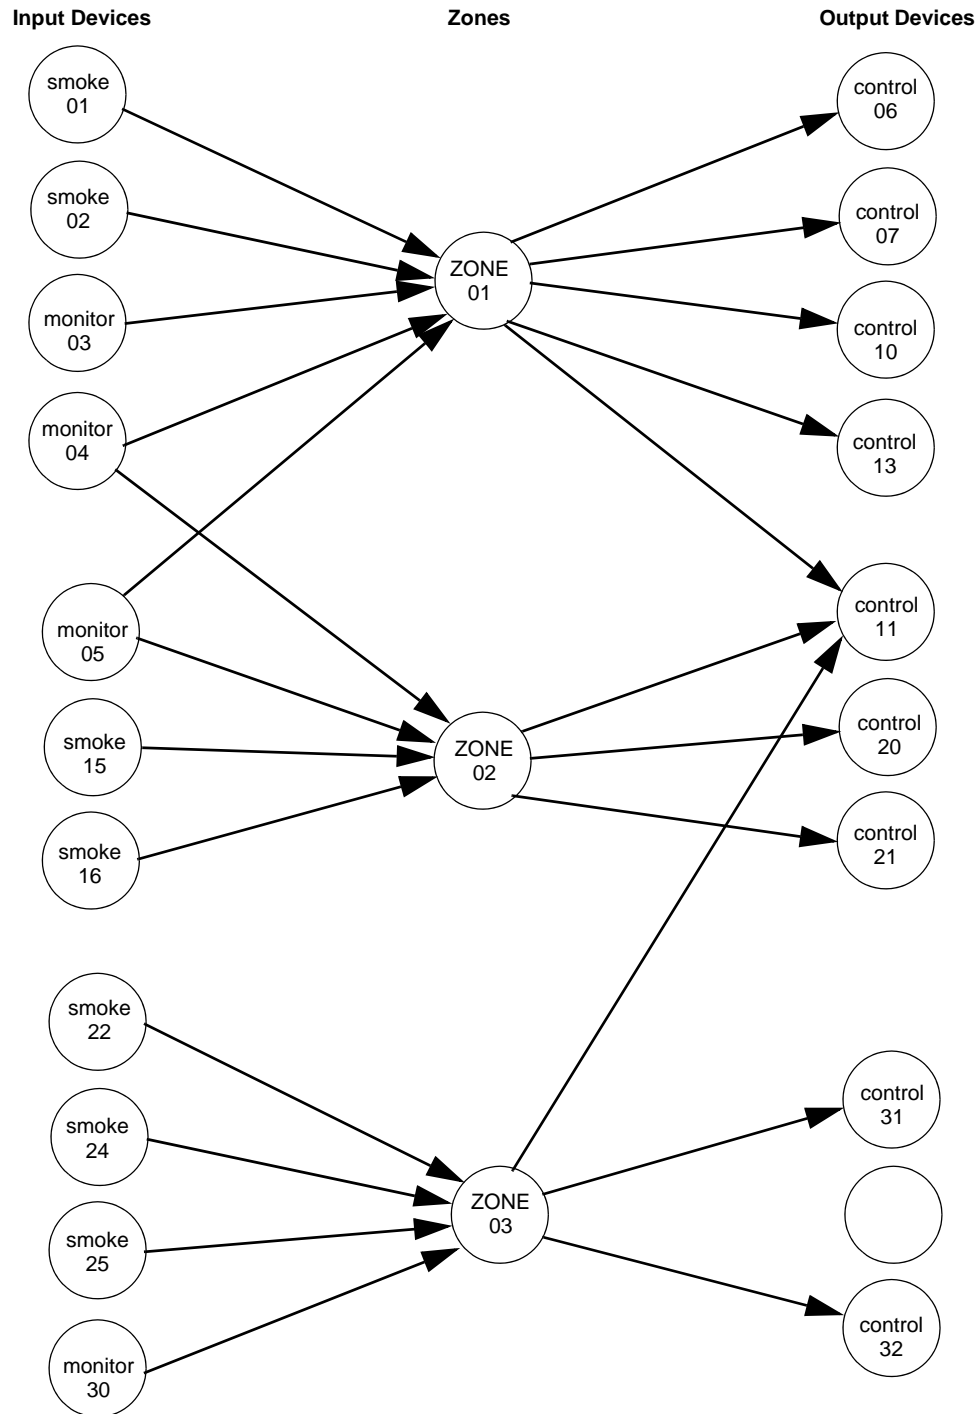 Input Devices
Zones
Output Devices
smoke
01
smoke
02
monitor
03
monitor
04
monitor
05
smoke
15
smoke
16
smoke
22
smoke
24
smoke
25
monitor
30
ZONE
01
ZONE
02
ZONE
03
control
06
control
07
control
10
control
13
control
11
control
20
control
21
control
31
control
32